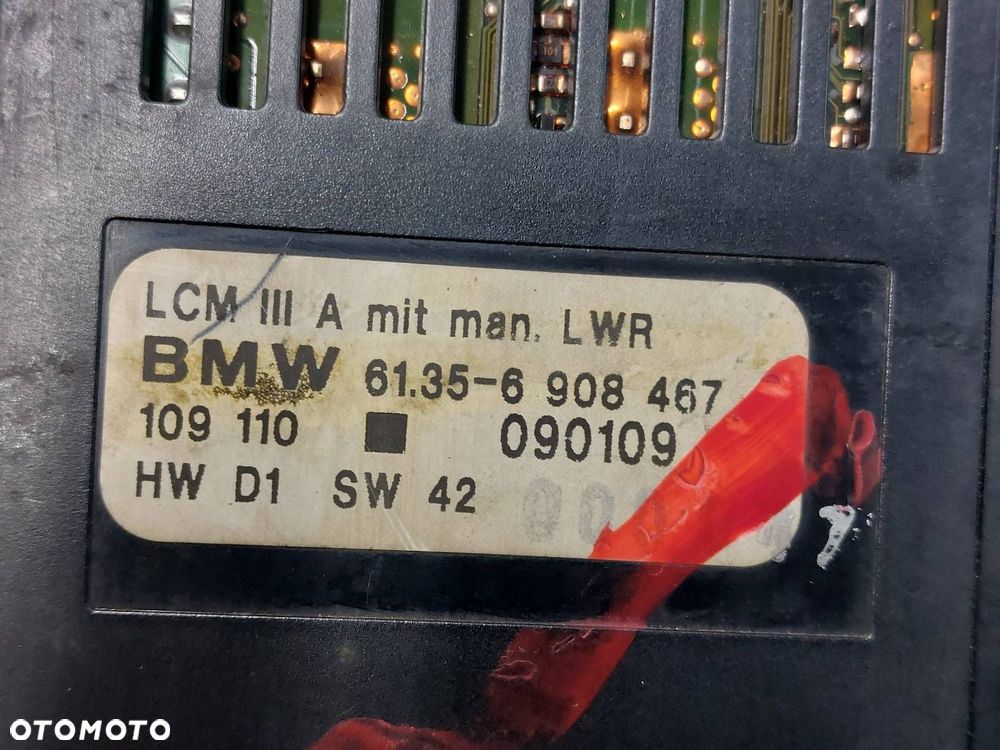 LCM III A mit man. LWR
BMW 61.35-6 908 467
109 110 ■ 090109
HW D1 SW 42
OTOMOTO